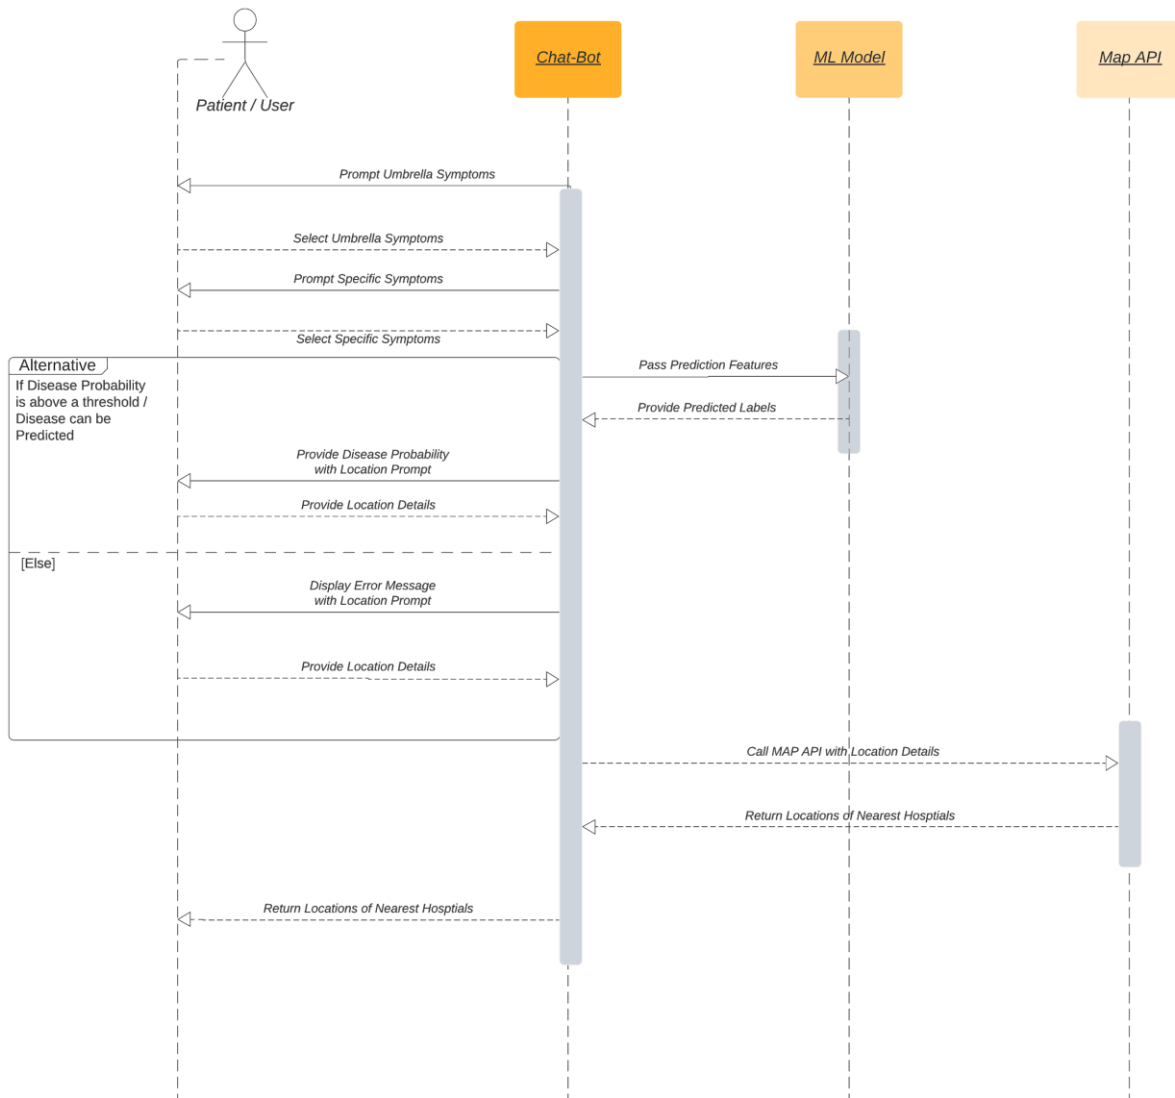 Patient / User
Chat-Bot
ML Model
Map API
Prompt Umbrella Symptoms
Select Umbrella Symptoms
Prompt Specific Symptoms
Select Specific Symptoms
Alternative
If Disease Probability
is above a threshold /
Disease can be
Predicted
Pass Prediction Features
Provide Predicted Labels
Provide Disease Probability
with Location Prompt
Provide Location Details
[Else]
Display Error Message
with Location Prompt
Provide Location Details
Call MAP API with Location Details
Return Locations of Nearest Hosptials
Return Locations of Nearest Hosptials